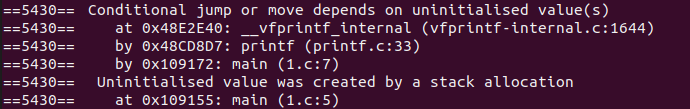 ==5430== Conditional jump or move depends on uninitialised value(s)
==5430==    at 0x48E2E40: __vfprintf_internal (vfprintf-internal.c:1644)
==5430==    by 0x48CD8D7: printf (printf.c:33)
==5430==    by 0x109172: main (1.c:7)
==5430==  Uninitialised value was created by a stack allocation
==5430==    at 0x109155: main (1.c:5)